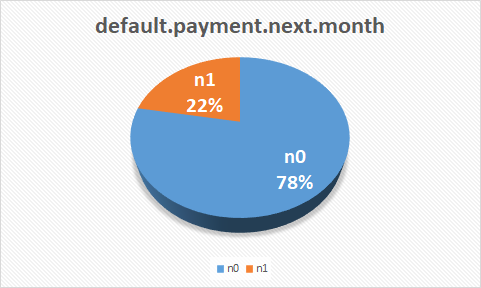 default.payment.next.month
n1
22%
n0
78%
n0 n1